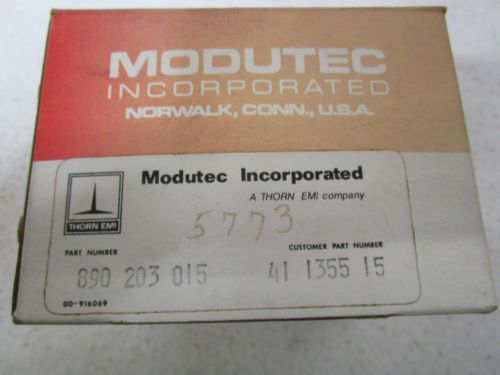 MODUTEC
INCORPORATED
NORWALK, CONN., U.S.A.
Modutec Incorporated
A THORN EMI company
THORN EMI
5773
PART NUMBER
CUSTOMER PART NUMBER
890 203 015
41 1355 15
00-916069